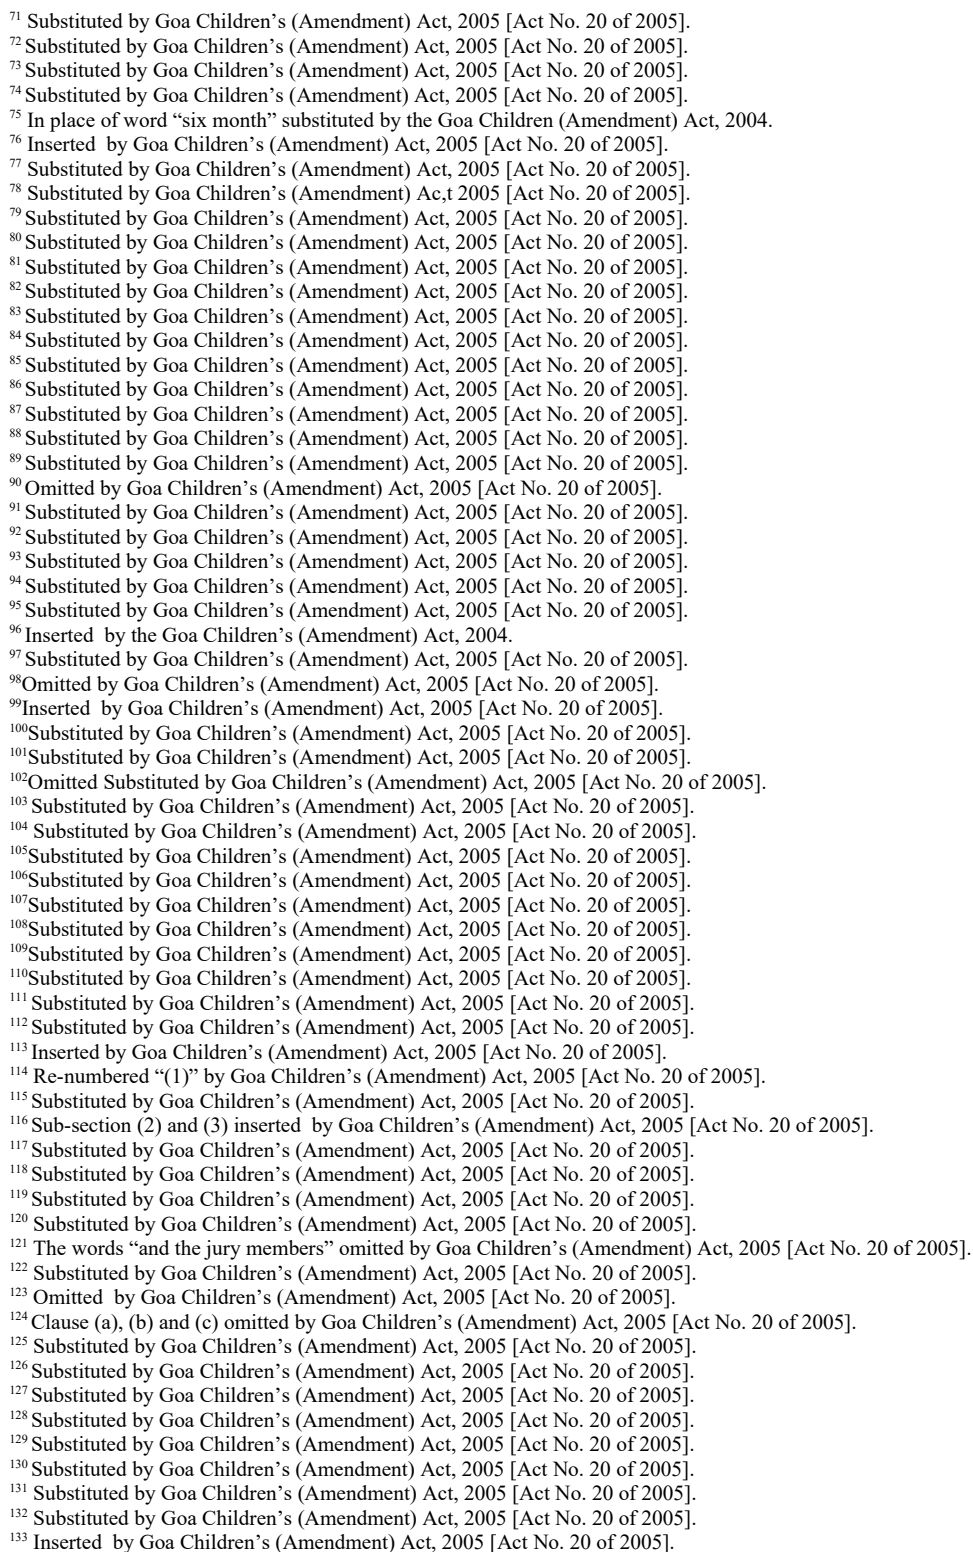 71 Substituted by Goa Children’s (Amendment) Act, 2005 [Act No. 20 of 2005].
72 Substituted by Goa Children’s (Amendment) Act, 2005 [Act No. 20 of 2005].
73 Substituted by Goa Children’s (Amendment) Act, 2005 [Act No. 20 of 2005].
74 Substituted by Goa Children’s (Amendment) Act, 2005 [Act No. 20 of 2005].
75 In place of word “six month” substituted by the Goa Children (Amendment) Act, 2004.
76 Inserted by Goa Children’s (Amendment) Act, 2005 [Act No. 20 of 2005].
77 Substituted by Goa Children’s (Amendment) Act, 2005 [Act No. 20 of 2005].
78 Substituted by Goa Children’s (Amendment) Ac,t 2005 [Act No. 20 of 2005].
79 Substituted by Goa Children’s (Amendment) Act, 2005 [Act No. 20 of 2005].
80 Substituted by Goa Children’s (Amendment) Act, 2005 [Act No. 20 of 2005].
81 Substituted by Goa Children’s (Amendment) Act, 2005 [Act No. 20 of 2005].
82 Substituted by Goa Children’s (Amendment) Act, 2005 [Act No. 20 of 2005].
83 Substituted by Goa Children’s (Amendment) Act, 2005 [Act No. 20 of 2005].
84 Substituted by Goa Children’s (Amendment) Act, 2005 [Act No. 20 of 2005].
85 Substituted by Goa Children’s (Amendment) Act, 2005 [Act No. 20 of 2005].
86 Substituted by Goa Children’s (Amendment) Act, 2005 [Act No. 20 of 2005].
87 Substituted by Goa Children’s (Amendment) Act, 2005 [Act No. 20 of 2005].
88 Substituted by Goa Children’s (Amendment) Act, 2005 [Act No. 20 of 2005].
89 Substituted by Goa Children’s (Amendment) Act, 2005 [Act No. 20 of 2005].
90 Omitted by Goa Children’s (Amendment) Act, 2005 [Act No. 20 of 2005].
91 Substituted by Goa Children’s (Amendment) Act, 2005 [Act No. 20 of 2005].
92 Substituted by Goa Children’s (Amendment) Act, 2005 [Act No. 20 of 2005].
93 Substituted by Goa Children’s (Amendment) Act, 2005 [Act No. 20 of 2005].
94 Substituted by Goa Children’s (Amendment) Act, 2005 [Act No. 20 of 2005].
95 Substituted by Goa Children’s (Amendment) Act, 2005 [Act No. 20 of 2005].
96 Inserted by the Goa Children’s (Amendment) Act, 2004.
97 Substituted by Goa Children’s (Amendment) Act, 2005 [Act No. 20 of 2005].
98Omitted by Goa Children’s (Amendment) Act, 2005 [Act No. 20 of 2005].
99Inserted by Goa Children’s (Amendment) Act, 2005 [Act No. 20 of 2005].
100Substituted by Goa Children’s (Amendment) Act, 2005 [Act No. 20 of 2005].
101Substituted by Goa Children’s (Amendment) Act, 2005 [Act No. 20 of 2005].
102Omitted Substituted by Goa Children’s (Amendment) Act, 2005 [Act No. 20 of 2005].
103 Substituted by Goa Children’s (Amendment) Act, 2005 [Act No. 20 of 2005].
104 Substituted by Goa Children’s (Amendment) Act, 2005 [Act No. 20 of 2005].
105Substituted by Goa Children’s (Amendment) Act, 2005 [Act No. 20 of 2005].
106Substituted by Goa Children’s (Amendment) Act, 2005 [Act No. 20 of 2005].
107Substituted by Goa Children’s (Amendment) Act, 2005 [Act No. 20 of 2005].
108Substituted by Goa Children’s (Amendment) Act, 2005 [Act No. 20 of 2005].
109Substituted by Goa Children’s (Amendment) Act, 2005 [Act No. 20 of 2005].
110Substituted by Goa Children’s (Amendment) Act, 2005 [Act No. 20 of 2005].
111 Substituted by Goa Children’s (Amendment) Act, 2005 [Act No. 20 of 2005].
112 Substituted by Goa Children’s (Amendment) Act, 2005 [Act No. 20 of 2005].
113 Inserted by Goa Children’s (Amendment) Act, 2005 [Act No. 20 of 2005].
114 Re-numbered “(1)” by Goa Children’s (Amendment) Act, 2005 [Act No. 20 of 2005].
115 Substituted by Goa Children’s (Amendment) Act, 2005 [Act No. 20 of 2005].
116 Sub-section (2) and (3) inserted by Goa Children’s (Amendment) Act, 2005 [Act No. 20 of 2005].
117 Substituted by Goa Children’s (Amendment) Act, 2005 [Act No. 20 of 2005].
118 Substituted by Goa Children’s (Amendment) Act, 2005 [Act No. 20 of 2005].
119 Substituted by Goa Children’s (Amendment) Act, 2005 [Act No. 20 of 2005].
120 Substituted by Goa Children’s (Amendment) Act, 2005 [Act No. 20 of 2005].
121 The words “and the jury members” omitted by Goa Children’s (Amendment) Act, 2005 [Act No. 20 of 2005].
122 Substituted by Goa Children’s (Amendment) Act, 2005 [Act No. 20 of 2005].
123 Omitted by Goa Children’s (Amendment) Act, 2005 [Act No. 20 of 2005].
124 Clause (a), (b) and (c) omitted by Goa Children’s (Amendment) Act, 2005 [Act No. 20 of 2005].
125 Substituted by Goa Children’s (Amendment) Act, 2005 [Act No. 20 of 2005].
126 Substituted by Goa Children’s (Amendment) Act, 2005 [Act No. 20 of 2005].
127 Substituted by Goa Children’s (Amendment) Act, 2005 [Act No. 20 of 2005].
128 Substituted by Goa Children’s (Amendment) Act, 2005 [Act No. 20 of 2005].
129 Substituted by Goa Children’s (Amendment) Act, 2005 [Act No. 20 of 2005].
130 Substituted by Goa Children’s (Amendment) Act, 2005 [Act No. 20 of 2005].
131 Substituted by Goa Children’s (Amendment) Act, 2005 [Act No. 20 of 2005].
132 Substituted by Goa Children’s (Amendment) Act, 2005 [Act No. 20 of 2005].
133 Inserted by Goa Children’s (Amendment) Act, 2005 [Act No. 20 of 2005].